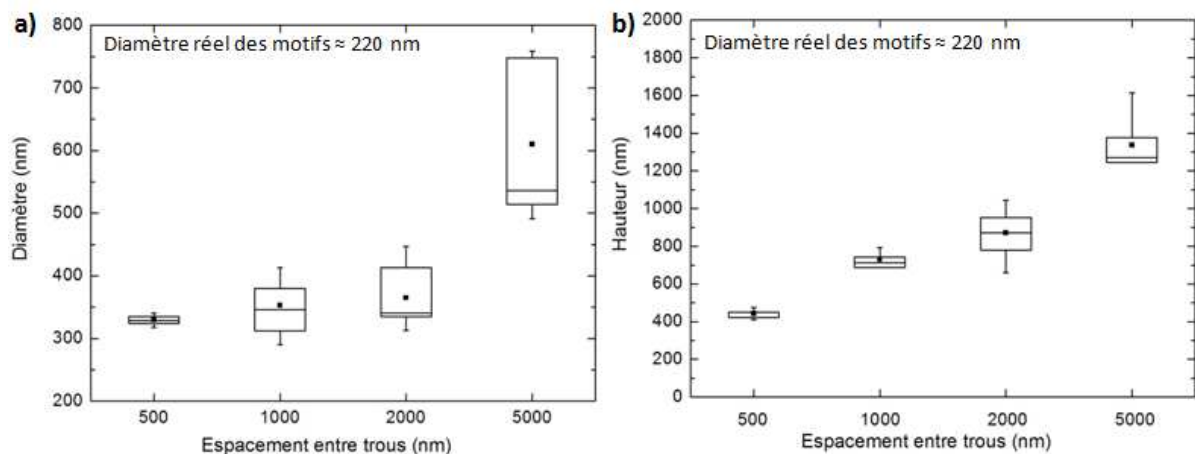 a)
Diamètre réel des motifs ≈ 220 nm
800
700
600
500
400
300
200
Diamètre (nm)
500 1000 2000 5000
Espacement entre trous (nm)
b)
Diamètre réel des motifs ≈ 220 nm
2000
1800
1600
1400
1200
1000
800
600
400
200
0
Hauteur (nm)
500 1000 2000 5000
Espacement entre trous (nm)